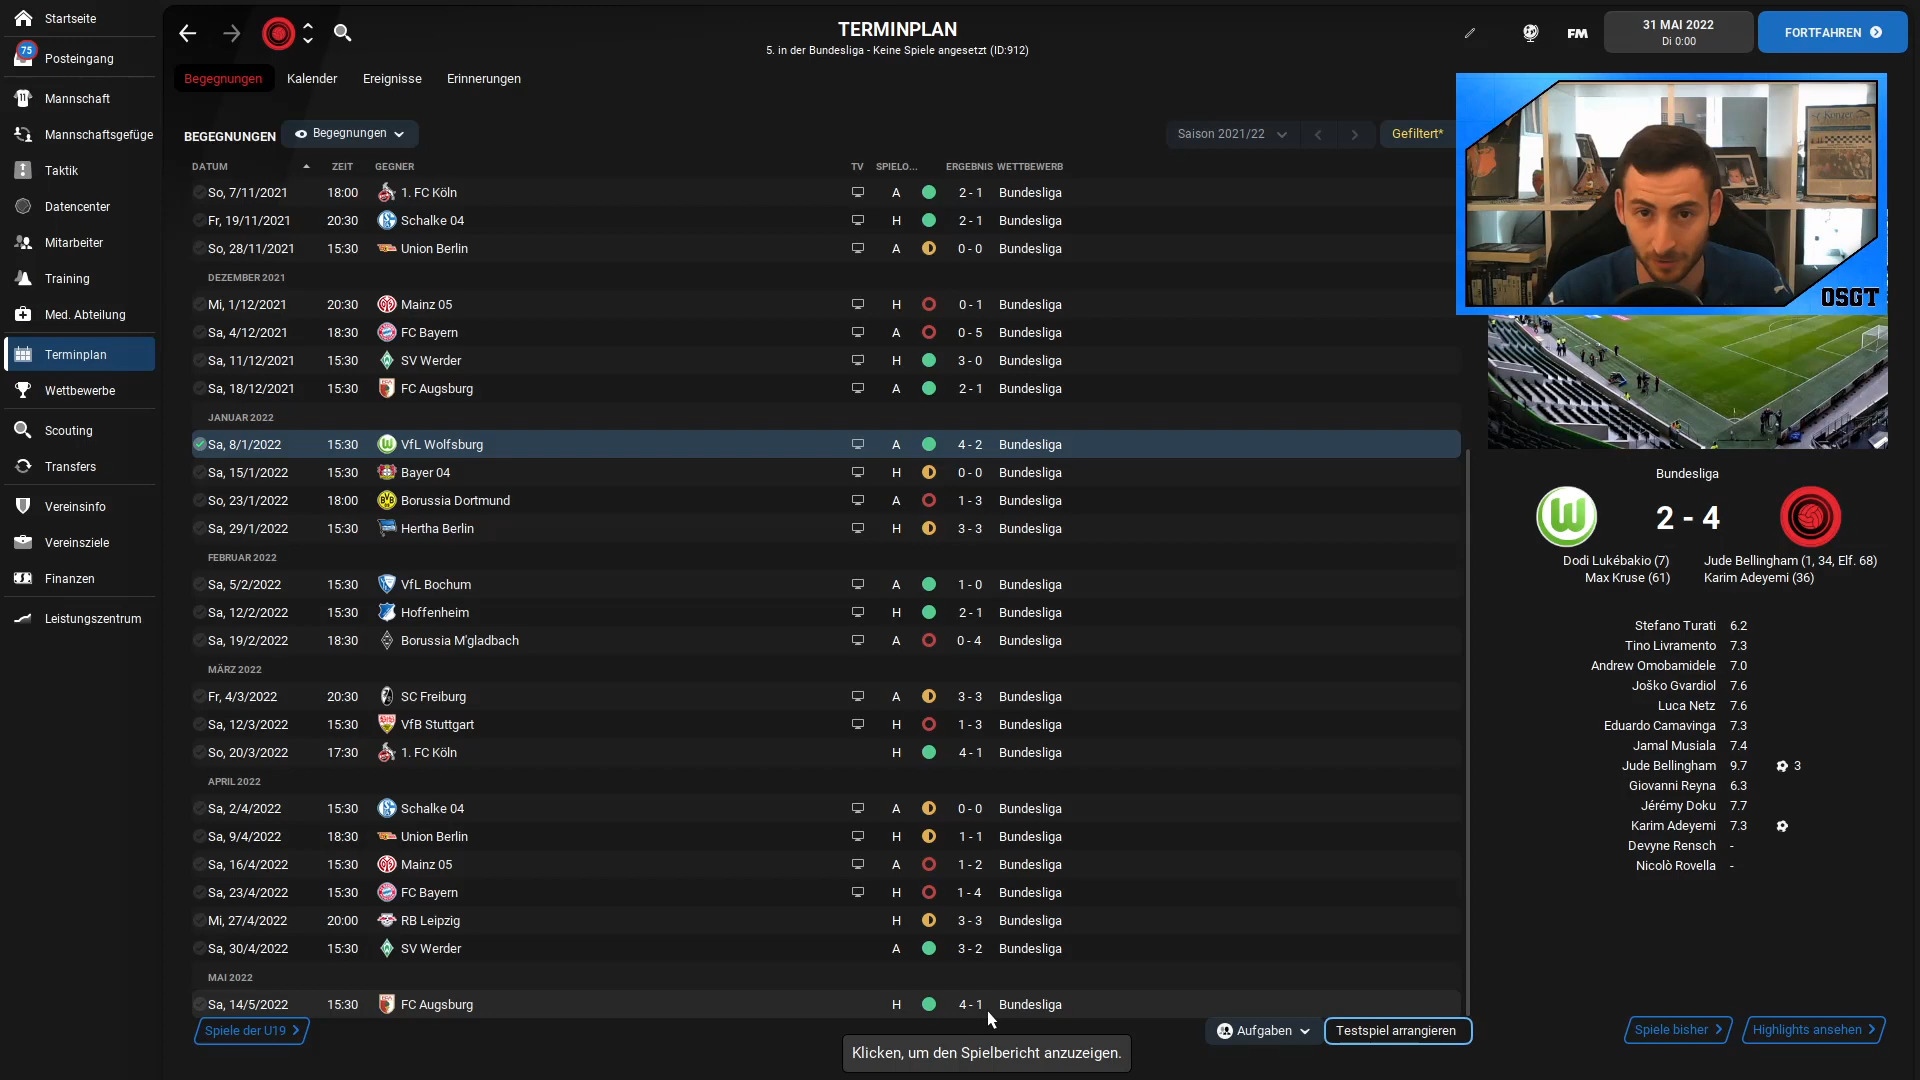 Startseite
75
Posteingang
Mannschaft
Mannschaftsgefüge
Taktik
Datencenter
Mitarbeiter
Training
Med. Abteilung
Terminplan
Wettbewerbe
Scouting
Transfers
Vereinsinfo
Vereinsziele
Finanzen
Leistungszentrum
TERMINPLAN
5. in der Bundesliga - Keine Spiele angesetzt (ID:912)
FM
31 MAI 2022
Di 0:00
FORTFAHREN
Begegnungen Kalender Ereignisse Erinnerungen
BEGEGNUNGEN Begegnungen
Saison 2021/22
Gefiltert*
DATUM ZEIT GEGNER TV SPIELO... ERGEBNIS WETTBEWERB
So, 7/11/2021 18:00 1. FC Köln A 2 - 1 Bundesliga
Fr, 19/11/2021 20:30 Schalke 04 H 2 - 1 Bundesliga
So, 28/11/2021 15:30 Union Berlin A 0 - 0 Bundesliga
DEZEMBER 2021
Mi, 1/12/2021 20:30 Mainz 05 H 0 - 1 Bundesliga
Sa, 4/12/2021 18:30 FC Bayern A 0 - 5 Bundesliga
Sa, 11/12/2021 15:30 SV Werder H 3 - 0 Bundesliga
Sa, 18/12/2021 15:30 FC Augsburg A 2 - 1 Bundesliga
JANUAR 2022
Sa, 8/1/2022 15:30 VfL Wolfsburg A 4 - 2 Bundesliga
Sa, 15/1/2022 15:30 Bayer 04 H 0 - 0 Bundesliga
So, 23/1/2022 18:00 Borussia Dortmund A 1 - 3 Bundesliga
Sa, 29/1/2022 15:30 Hertha Berlin H 3 - 3 Bundesliga
FEBRUAR 2022
Sa, 5/2/2022 15:30 VfL Bochum A 1 - 0 Bundesliga
Sa, 12/2/2022 15:30 Hoffenheim H 2 - 1 Bundesliga
Sa, 19/2/2022 18:30 Borussia M'gladbach A 0 - 4 Bundesliga
MÄRZ 2022
Fr, 4/3/2022 20:30 SC Freiburg A 3 - 3 Bundesliga
Sa, 12/3/2022 15:30 VfB Stuttgart H 1 - 3 Bundesliga
So, 20/3/2022 17:30 1. FC Köln H 4 - 1 Bundesliga
APRIL 2022
Sa, 2/4/2022 15:30 Schalke 04 A 0 - 0 Bundesliga
Sa, 9/4/2022 18:30 Union Berlin H 1 - 1 Bundesliga
Sa, 16/4/2022 15:30 Mainz 05 A 1 - 2 Bundesliga
Sa, 23/4/2022 15:30 FC Bayern H 1 - 4 Bundesliga
Mi, 27/4/2022 20:00 RB Leipzig H 3 - 3 Bundesliga
Sa, 30/4/2022 15:30 SV Werder A 3 - 2 Bundesliga
MAI 2022
Sa, 14/5/2022 15:30 FC Augsburg H 4 - 1 Bundesliga
Spiele der U19
Aufgaben
Testspiel arrangieren
Klicken, um den Spielbericht anzuzeigen.
OSGT
Bundesliga
2 - 4
Dodi Lukébakio (7) Jude Bellingham (1, 34, Elf. 68)
Max Kruse (61) Karim Adeyemi (36)
Stefano Turati 6.2
Tino Livramento 7.3
Andrew Omobamidele 7.0
Joško Gvardiol 7.6
Luca Netz 7.6
Eduardo Camavinga 7.3
Jamal Musiala 7.4
Jude Bellingham 9.7 3
Giovanni Reyna 6.3
Jérémy Doku 7.7
Karim Adeyemi 7.3
Devyne Rensch -
Nicolò Rovella -
Spiele bisher
Highlights ansehen